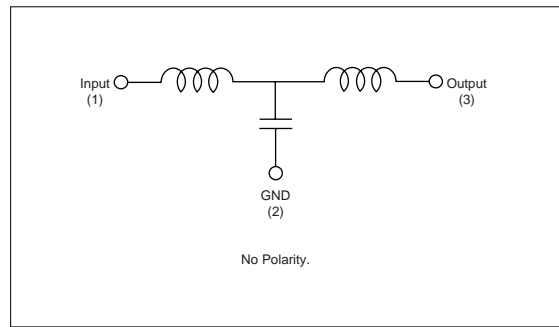 Input
(1)
Output
(3)
GND
(2)
No Polarity.